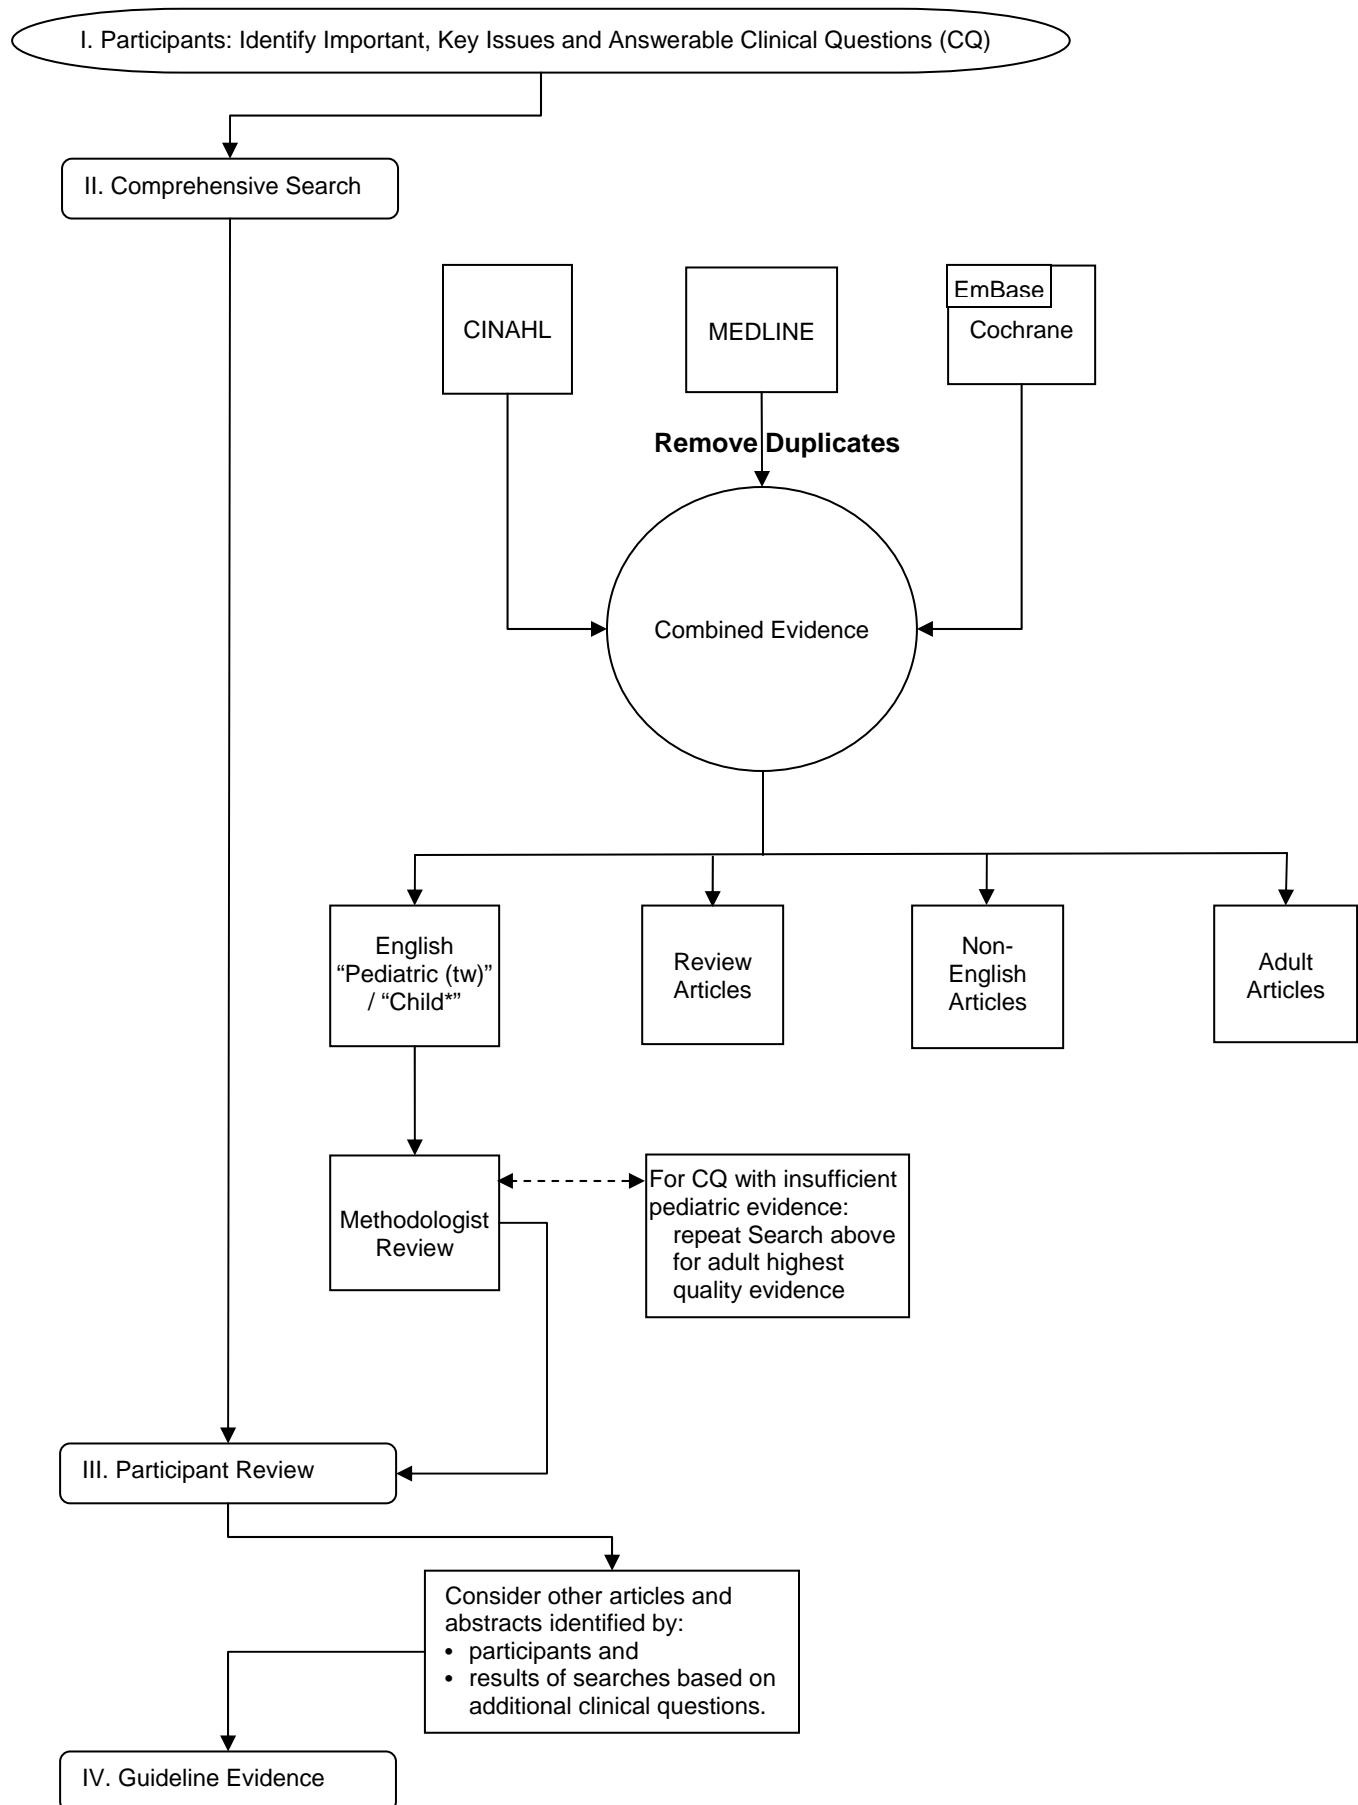 I. Participants: Identify Important, Key Issues and Answerable Clinical Questions (CQ)
II. Comprehensive Search
CINAHL
MEDLINE
EmBase
Cochrane
Remove Duplicates
Combined Evidence
English
“Pediatric (tw)”
/ “Child*”
Review
Articles
Non-
English
Articles
Adult
Articles
Methodologist
Review
For CQ with insufficient
pediatric evidence:
repeat Search above
for adult highest
quality evidence
III. Participant Review
Consider other articles and
abstracts identified by:
• participants and
• results of searches based on
additional clinical questions.
IV. Guideline Evidence